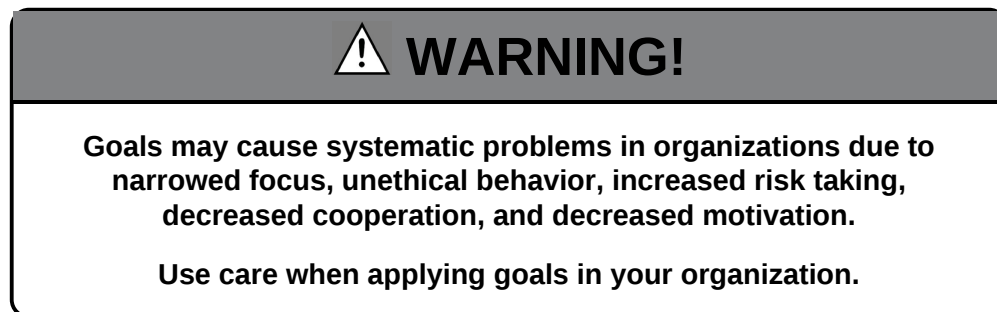 WARNING!
Goals may cause systematic problems in organizations due to
narrowed focus, unethical behavior, increased risk taking,
decreased cooperation, and decreased motivation.
Use care when applying goals in your organization.